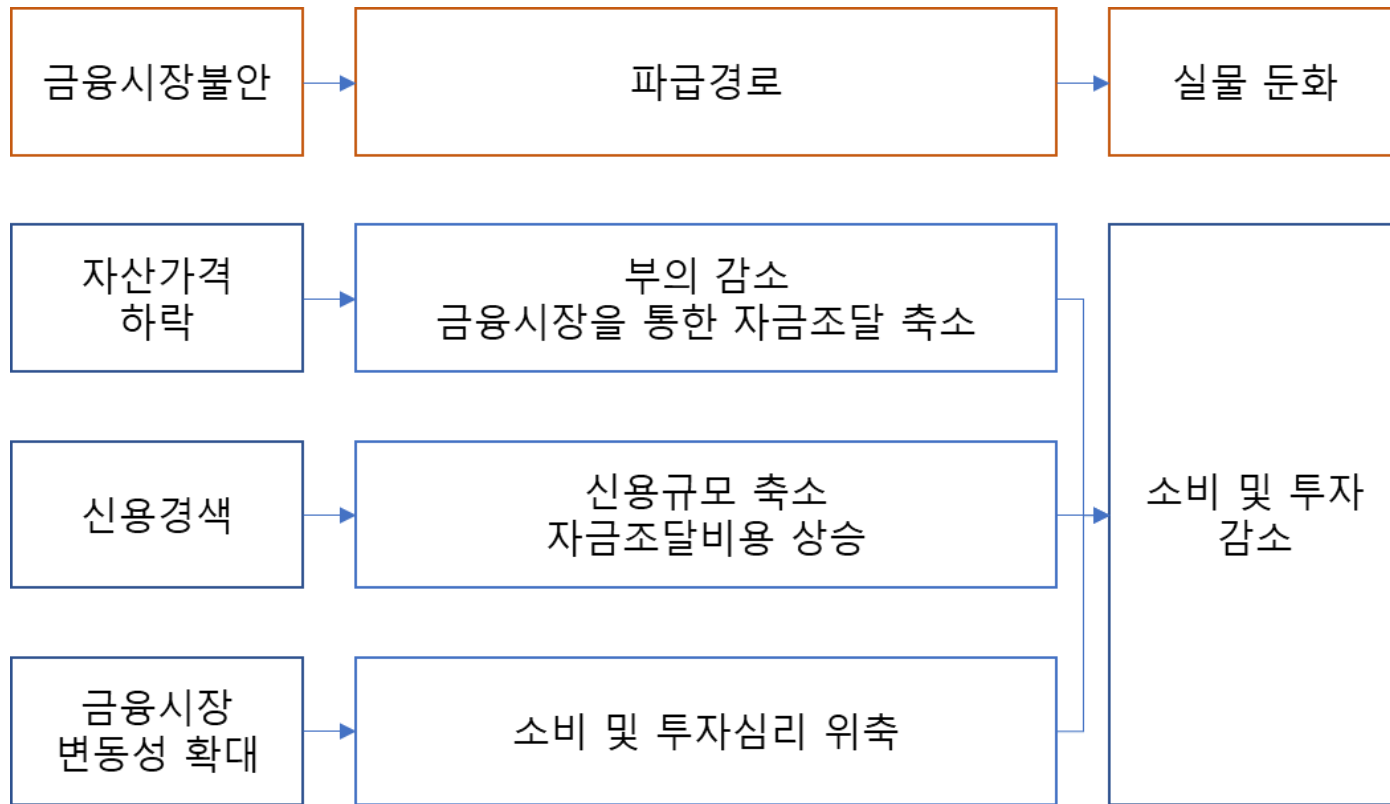 금융시장불안
파급경로
실물 둔화
자산가격
하락
부의 감소
금융시장을 통한 자금조달 축소
신용경색
신용규모 축소
자금조달비용 상승
소비 및 투자
감소
금융시장
변동성 확대
소비 및 투자심리 위축